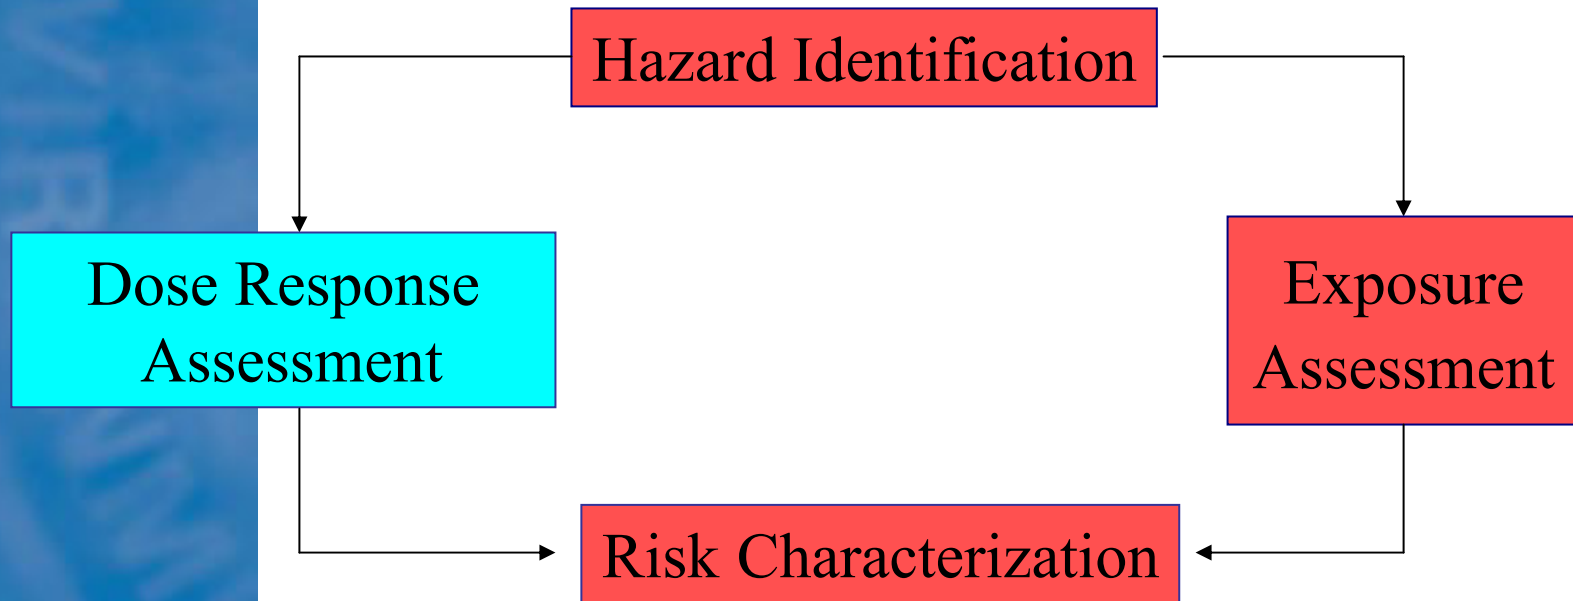 Hazard Identification
Dose Response
Assessment
Exposure
Assessment
Risk Characterization